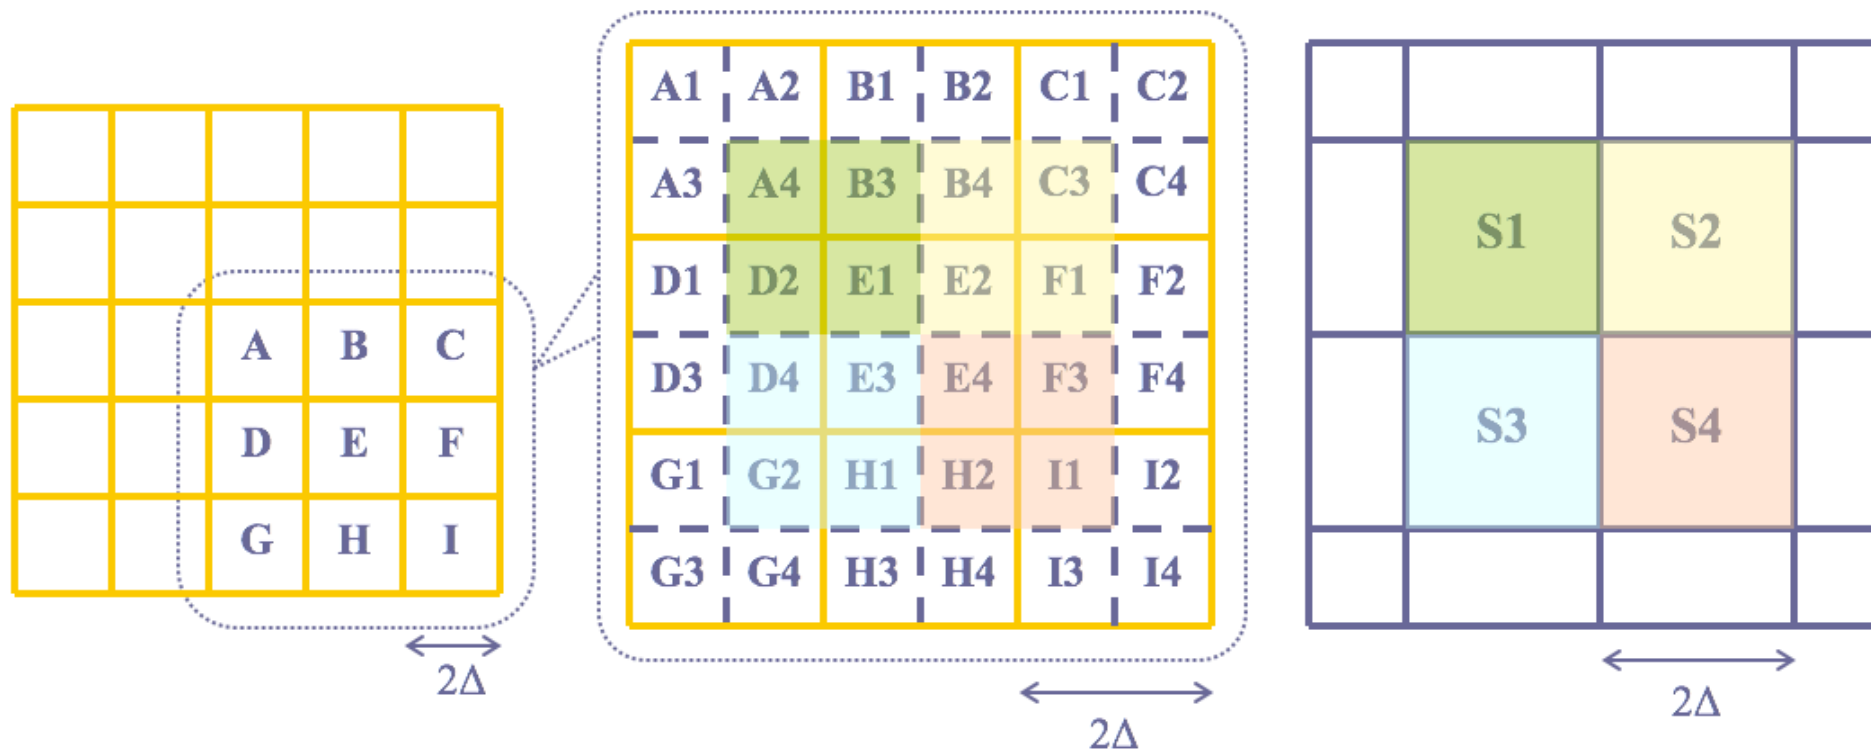 A B C
D E F
G H I
2Δ
A1 A2 B1 B2 C1 C2
A3 A4 B3 B4 C3 C4
D1 D2 E1 E2 F1 F2
D3 D4 E3 E4 F3 F4
G1 G2 H1 H2 I1 I2
G3 G4 H3 H4 I3 I4
2Δ
S1 S2
S3 S4
2Δ